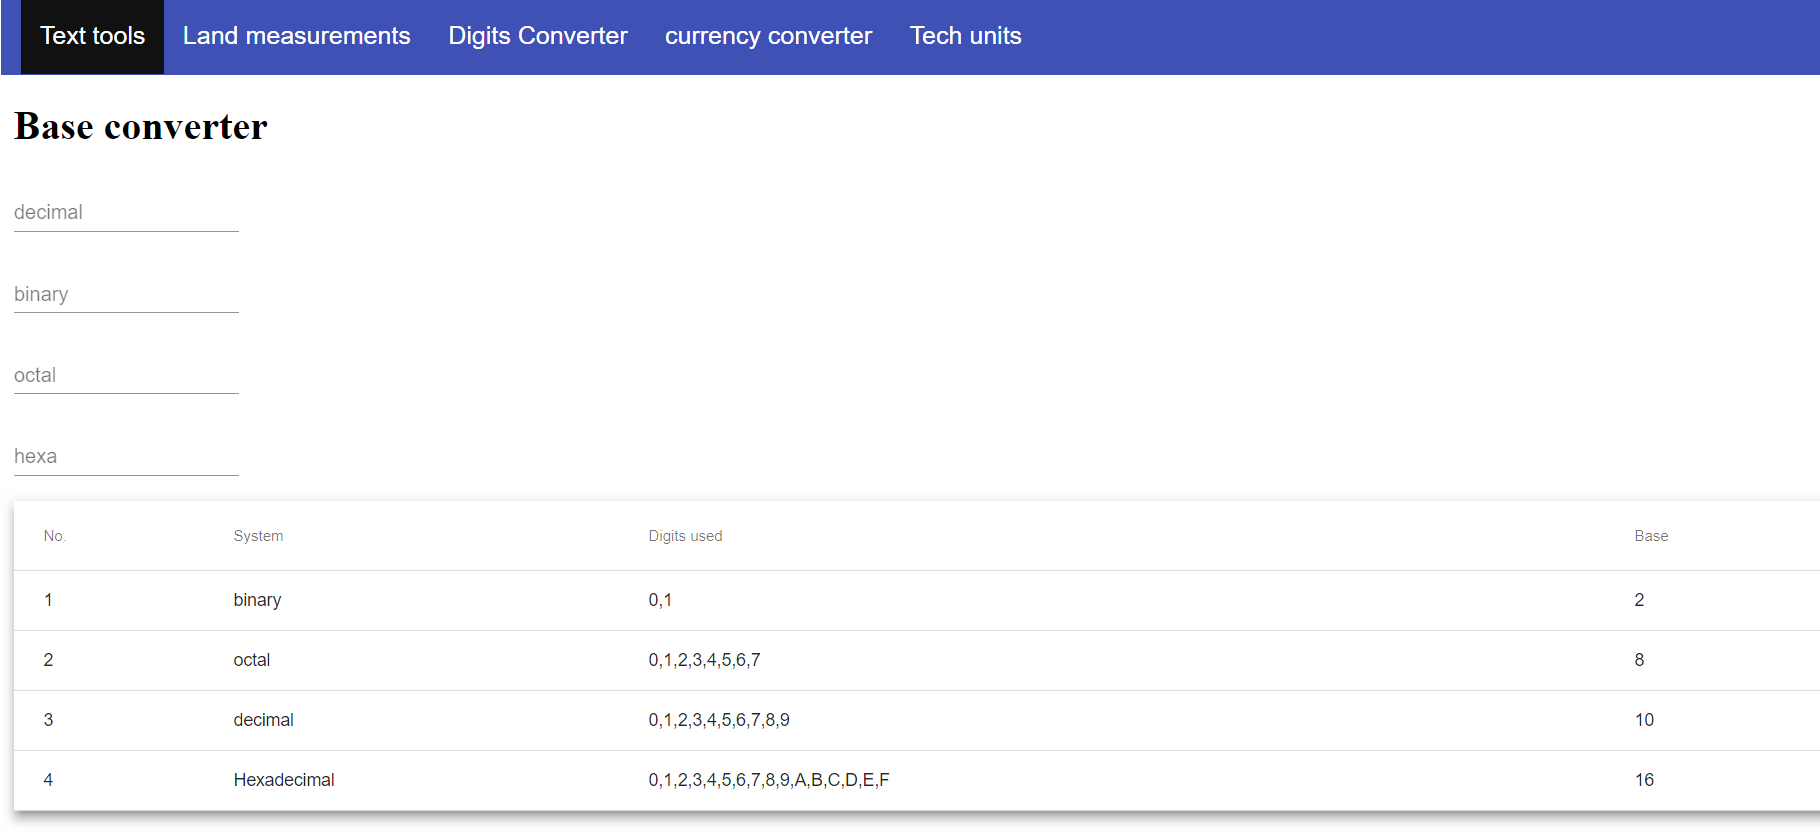 Text tools Land measurements Digits Converter currency converter Tech units
Base converter
decimal
binary
octal
hexa
No. System Digits used Base
1 binary 0,1 2
2 octal 0,1,2,3,4,5,6,7 8
3 decimal 0,1,2,3,4,5,6,7,8,9 10
4 Hexadecimal 0,1,2,3,4,5,6,7,8,9,A,B,C,D,E,F 16